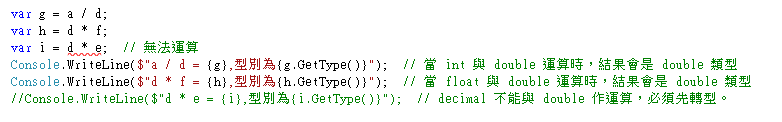 var g = a / d;
var h = d * f;
var i = d * e;  // 無法運算
Console.WriteLine($"a / d = {g},型別為{g.GetType()}");  // 當 int 與 double 運算時，結果會是 double 類型
Console.WriteLine($"d * f = {h},型別為{h.GetType()}");  // 當 float 與 double 運算時，結果會是 double 類型
//Console.WriteLine($"d * e = {i},型別為{i.GetType()}");  // decimal 不能與 double 作運算，必須先轉型。